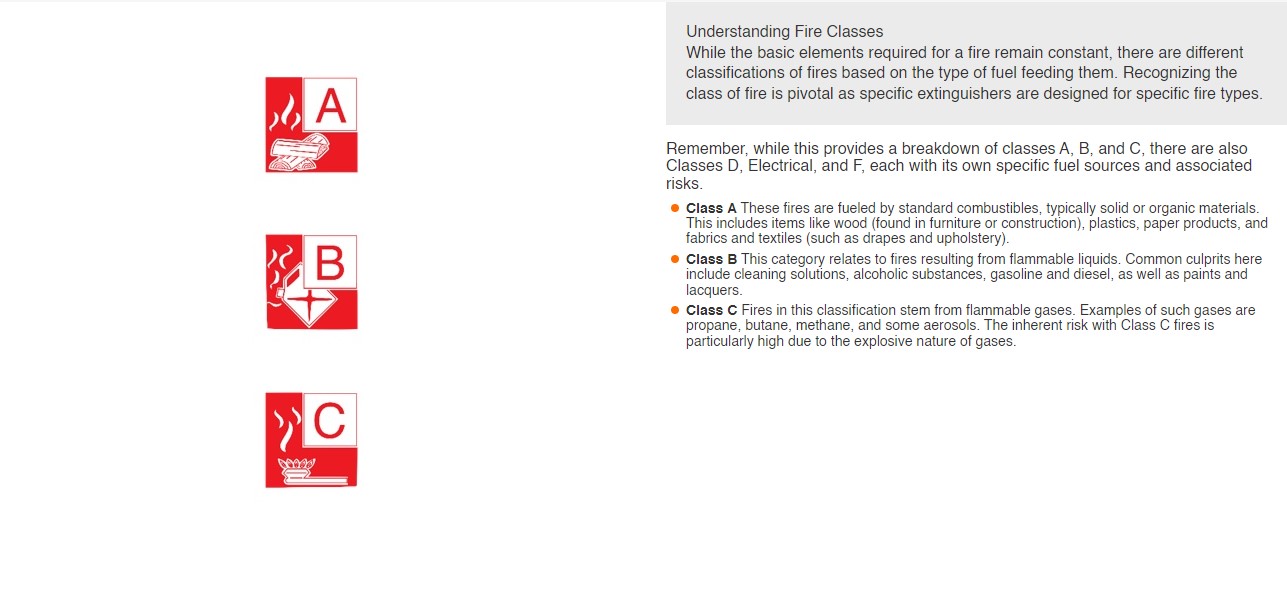 A
B
C
Understanding Fire Classes
While the basic elements required for a fire remain constant, there are different
classifications of fires based on the type of fuel feeding them. Recognizing the
class of fire is pivotal as specific extinguishers are designed for specific fire types.
Remember, while this provides a breakdown of classes A, B, and C, there are also
Classes D, Electrical, and F, each with its own specific fuel sources and associated
risks.
Class A These fires are fueled by standard combustibles, typically solid or organic materials.
This includes items like wood (found in furniture or construction), plastics, paper products, and
fabrics and textiles (such as drapes and upholstery).
Class B This category relates to fires resulting from flammable liquids. Common culprits here
include cleaning solutions, alcoholic substances, gasoline and diesel, as well as paints and
lacquers.
Class C Fires in this classification stem from flammable gases. Examples of such gases are
propane, butane, methane, and some aerosols. The inherent risk with Class C fires is
particularly high due to the explosive nature of gases.